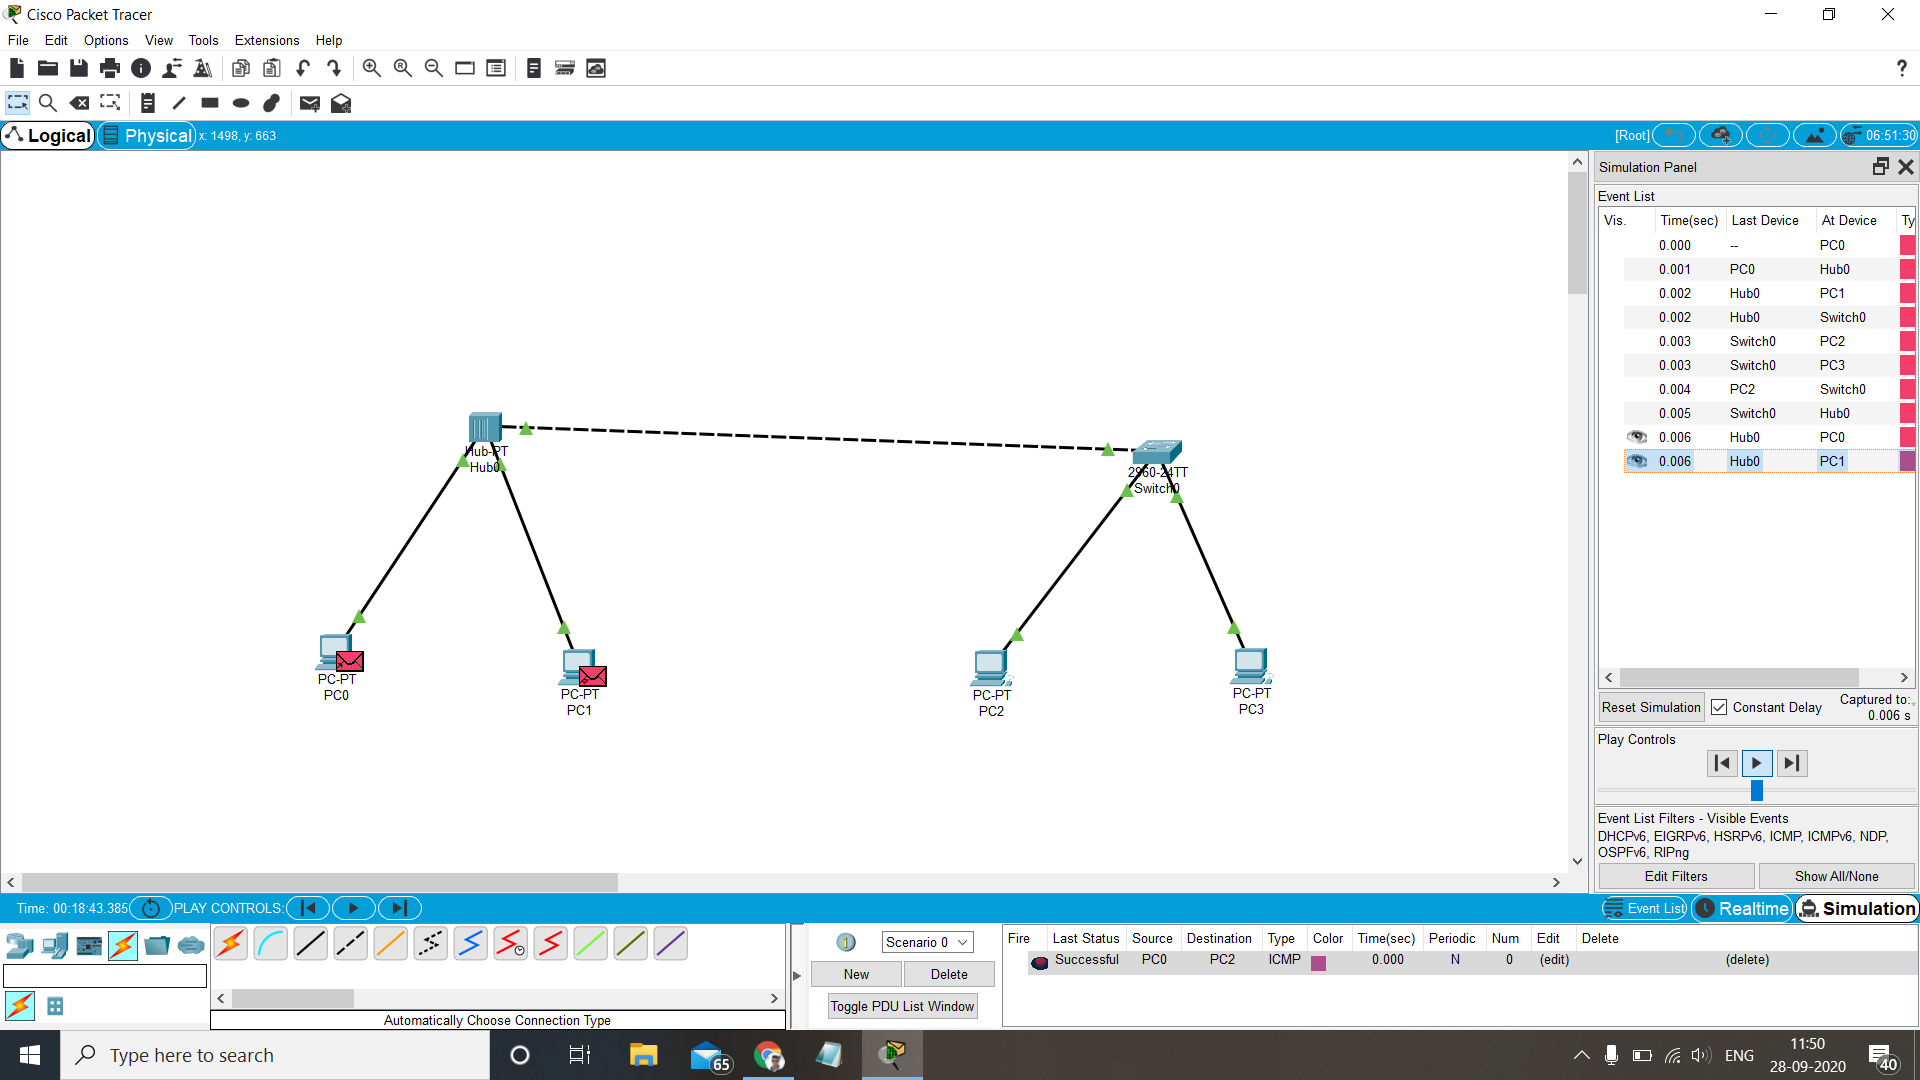 Cisco Packet Tracer
File Edit Options View Tools Extensions Help
Logical Physical x: 1498, y: 663 [Root] 06:51:30
Simulation Panel
Event List
Vis. Time(sec) Last Device At Device Ty
0.000 -- PC0
0.001 PC0 Hub0
0.002 Hub0 PC1
0.002 Hub0 Switch0
0.003 Switch0 PC2
0.003 Switch0 PC3
0.004 PC2 Switch0
0.005 Switch0 Hub0
0.006 Hub0 PC0
0.006 Hub0 PC1
Hub-PT
Hub0
2960-24TT
Switch0
PC-PT
PC0
PC-PT
PC1
PC-PT
PC2
PC-PT
PC3
Reset Simulation Constant Delay Captured to:
0.006 s
Play Controls
Event List Filters - Visible Events
DHCPv6, EIGRPv6, HSRPv6, ICMP, ICMPv6, NDP,
OSPFv6, RIPng
Edit Filters Show All/None
Time: 00:18:43.385 PLAY CONTROLS: Event List Realtime Simulation
Scenario 0
New Delete
Toggle PDU List Window
Fire Last Status Source Destination Type Color Time(sec) Periodic Num Edit Delete
Successful PC0 PC2 ICMP 0.000 N 0 (edit) (delete)
Automatically Choose Connection Type
Type here to search
65
ENG
11:50
28-09-2020
40